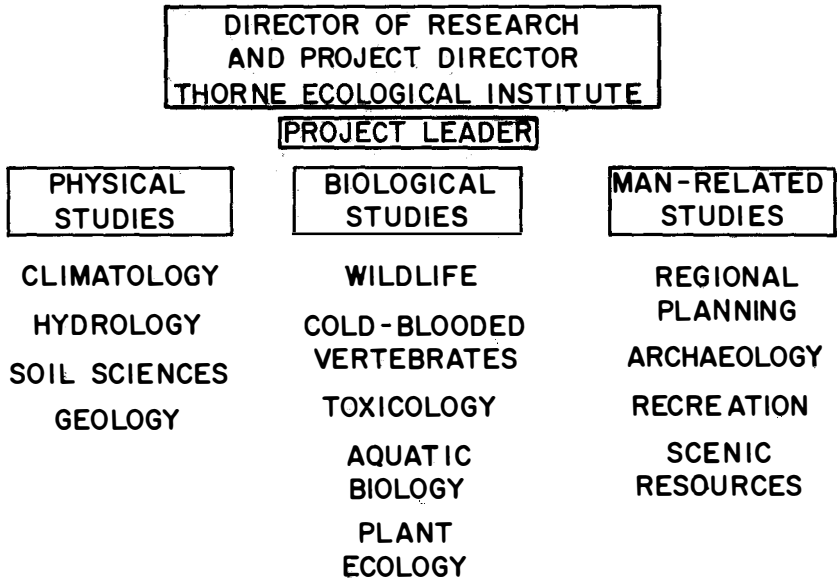 DIRECTOR OF RESEARCH
AND PROJECT DIRECTOR
THORNE ECOLOGICAL INSTITUTE
PROJECT LEADER
PHYSICAL
STUDIES
CLIMATOLOGY
HYDROLOGY
SOIL SCIENCES
GEOLOGY
BIOLOGICAL
STUDIES
WILDLIFE
COLD-BLOODED
VERTEBRATES
TOXICOLOGY
AQUATIC
BIOLOGY
PLANT
ECOLOGY
MAN-RELATED
STUDIES
REGIONAL
PLANNING
ARCHAEOLOGY
RECREATION
SCENIC
RESOURCES